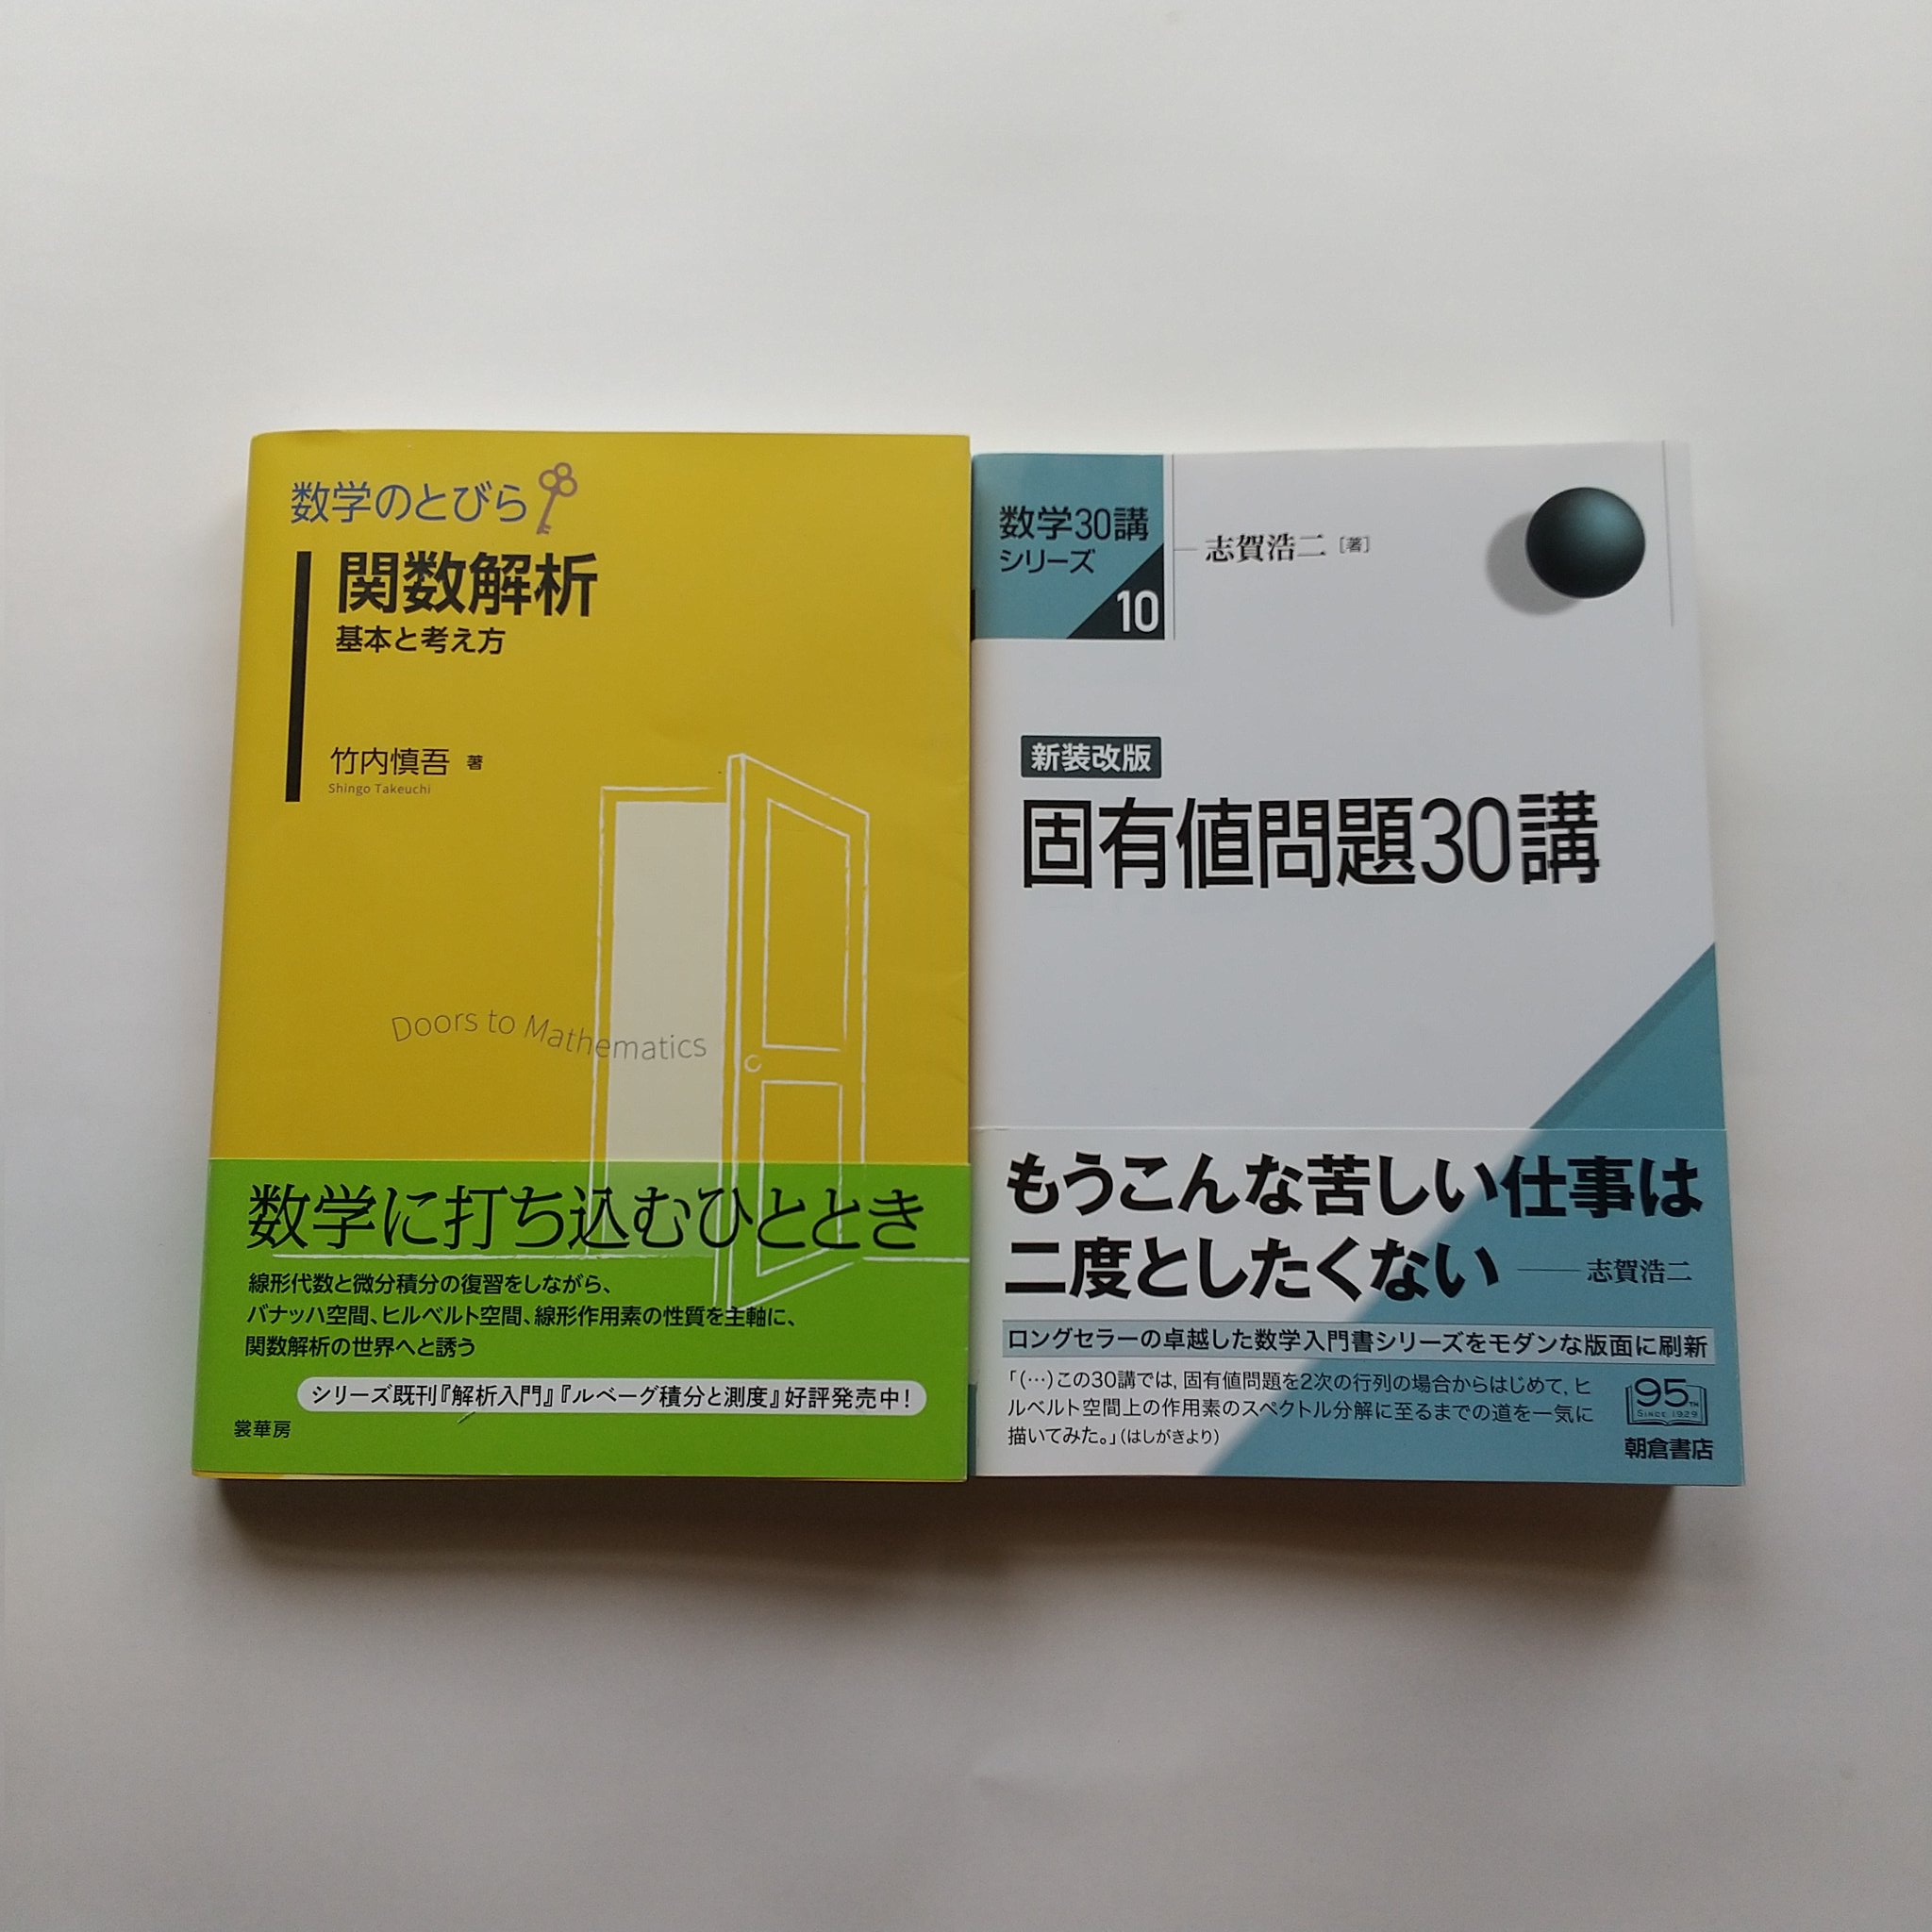 数学のとびら
関数解析
基本と考え方
竹内慎吾 著
Shingo Takeuchi
Doors to Mathematics
数学に打ち込むひととき
線形代数と微分積分の復習をしながら、
バナッハ空間、ヒルベルト空間、線形作用素の性質を主軸に、
関数解析の世界へと誘う
シリーズ既刊『解析入門』『ルベーグ積分と測度』好評発売中！
裳華房
数学30講
シリーズ
10
志賀浩二［著］
新装改版
固有値問題30講
もうこんな苦しい仕事は
二度としたくない ——志賀浩二
ロングセラーの卓越した数学入門書シリーズをモダンな版面に刷新
「(…)この30講では, 固有値問題を2次の行列の場合からはじめて, ヒ
ルベルト空間上の作用素のスペクトル分解に至るまでの道を一気に
描いてみた。」(はしがきより)
95TH
SINCE 1929
朝倉書店